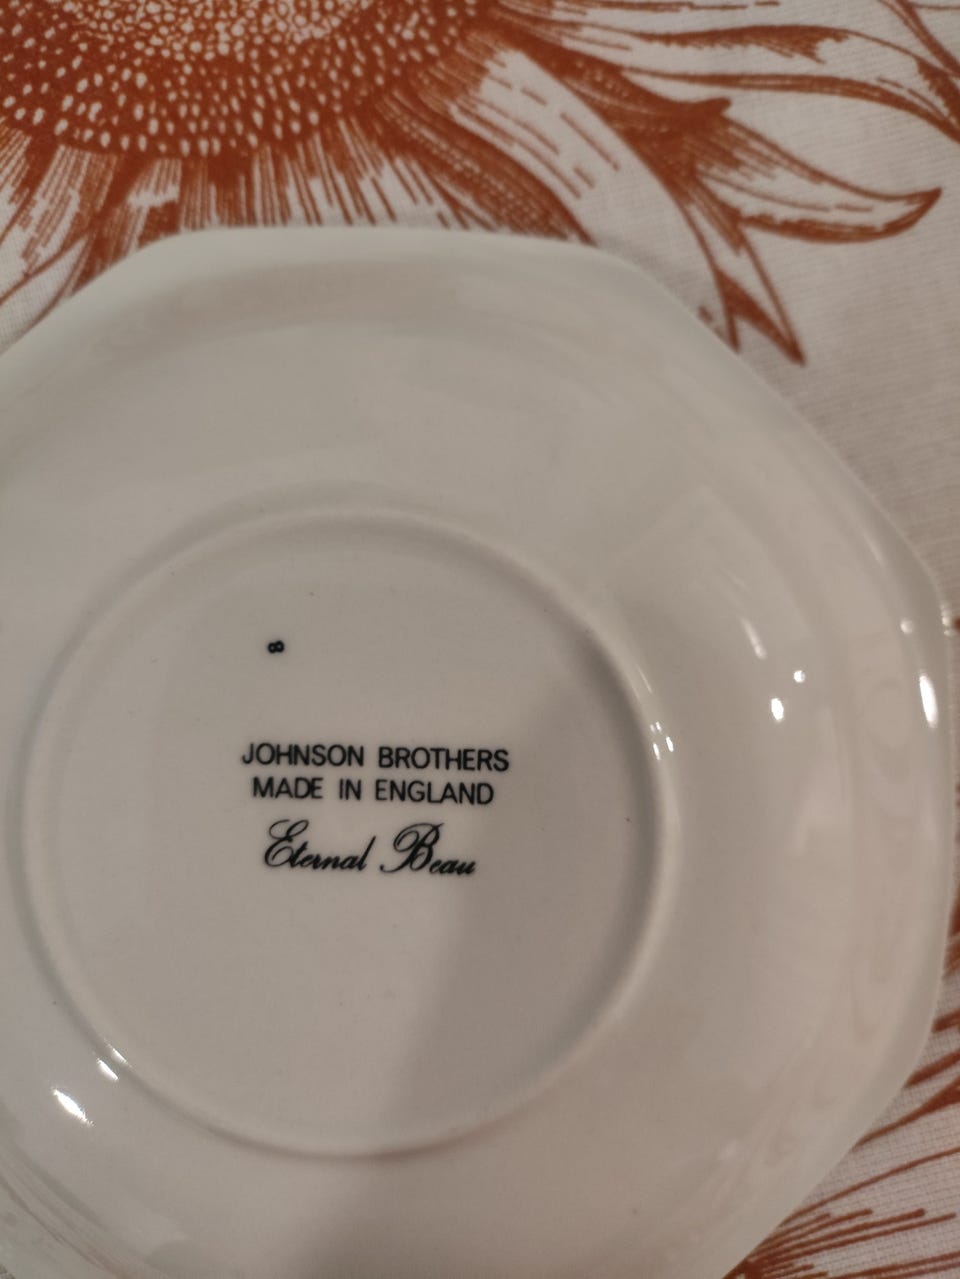 8
JOHNSON BROTHERS
MADE IN ENGLAND
Eternal Beau